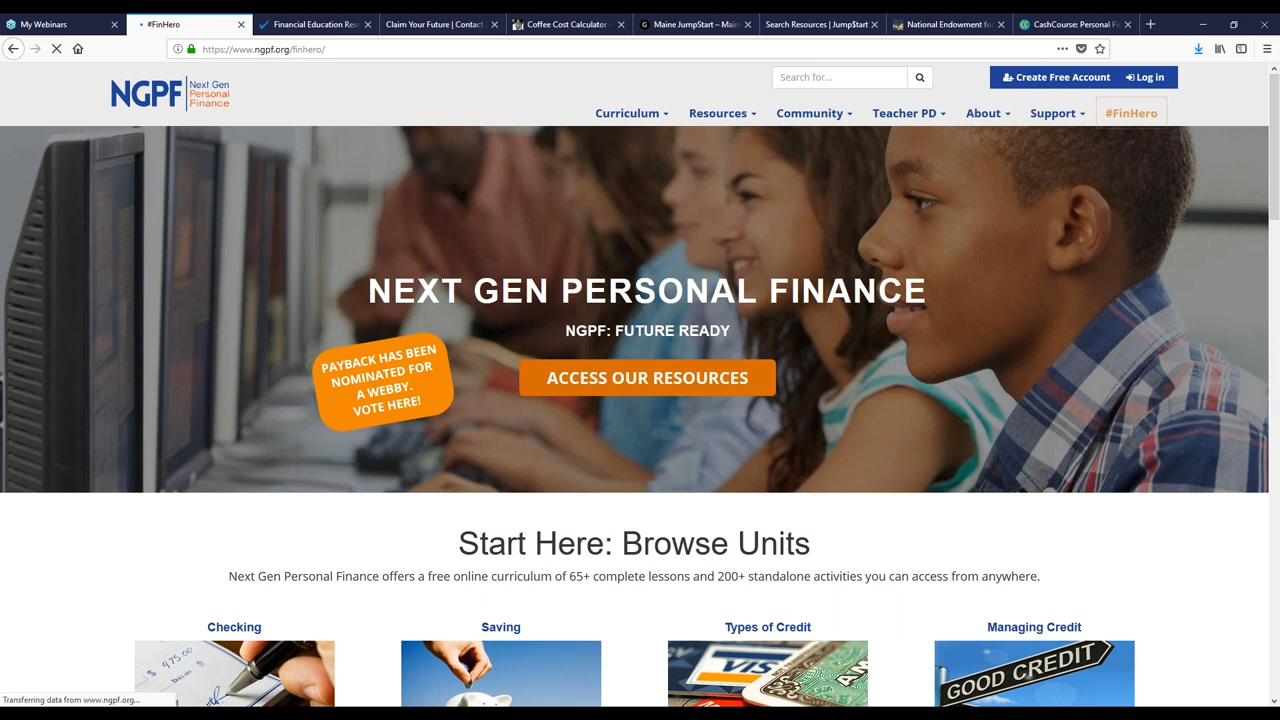 My Webinars
#FinHero
Financial Education Res
Claim Your Future | Contact
Coffee Cost Calculator
Maine JumpStart – Main
Search Resources | Jump$tart
National Endowment fo
CashCourse: Personal Fi
https://www.ngpf.org/finhero/
NGPF
Next Gen
Personal
Finance
Search for...
Create Free Account
Log in
Curriculum
Resources
Community
Teacher PD
About
Support
#FinHero
NEXT GEN PERSONAL FINANCE
NGPF: FUTURE READY
PAYBACK HAS BEEN
NOMINATED FOR
A WEBBY.
VOTE HERE!
ACCESS OUR RESOURCES
Start Here: Browse Units
Next Gen Personal Finance offers a free online curriculum of 65+ complete lessons and 200+ standalone activities you can access from anywhere.
Checking
Saving
Types of Credit
Managing Credit
$ 975.00
VISA
GOOD CREDIT
Transferring data from www.ngpf.org...